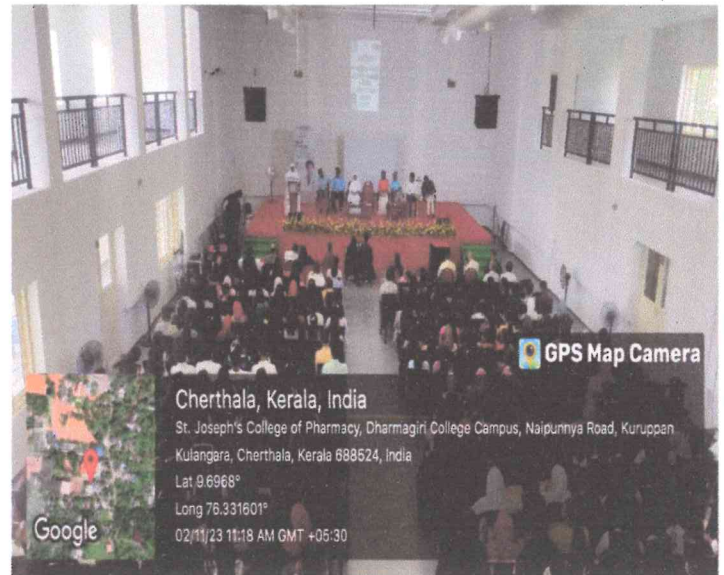 GPS Map Camera
Cherthala, Kerala, India
St. Joseph's College of Pharmacy, Dharmagiri College Campus, Naipunnya Road, Kuruppan
Kulangara, Cherthala, Kerala 688524, India
Lat 9.6968°
Long 76.331601°
02/11/23 11:18 AM GMT +05:30
Google